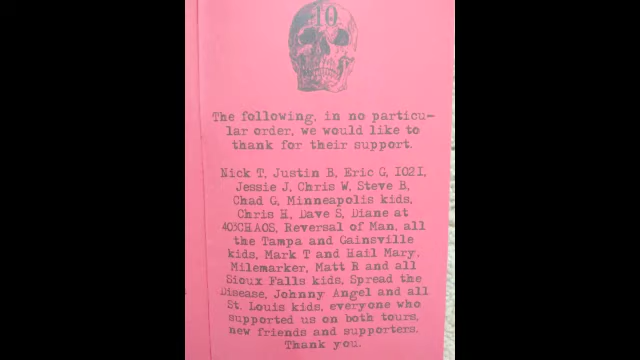 10
The following, in no particu-
lar order, we would like to
thank for their support.
Nick T, Justin B, Eric G, 1021,
Jessie J, Chris W, Steve B,
Chad G, Minneapolis kids,
Chris H, Dave S, Diane at
403CHAOS, Reversal of Man, all
the Tampa and Gainsville
kids, Mark T and Hail Mary,
Milemarker, Matt R and all
Sioux Falls kids, Spread the
Disease, Johnny Angel and all
St. Louis kids, everyone who
supported us on both tours,
new friends and supporters.
Thank you.